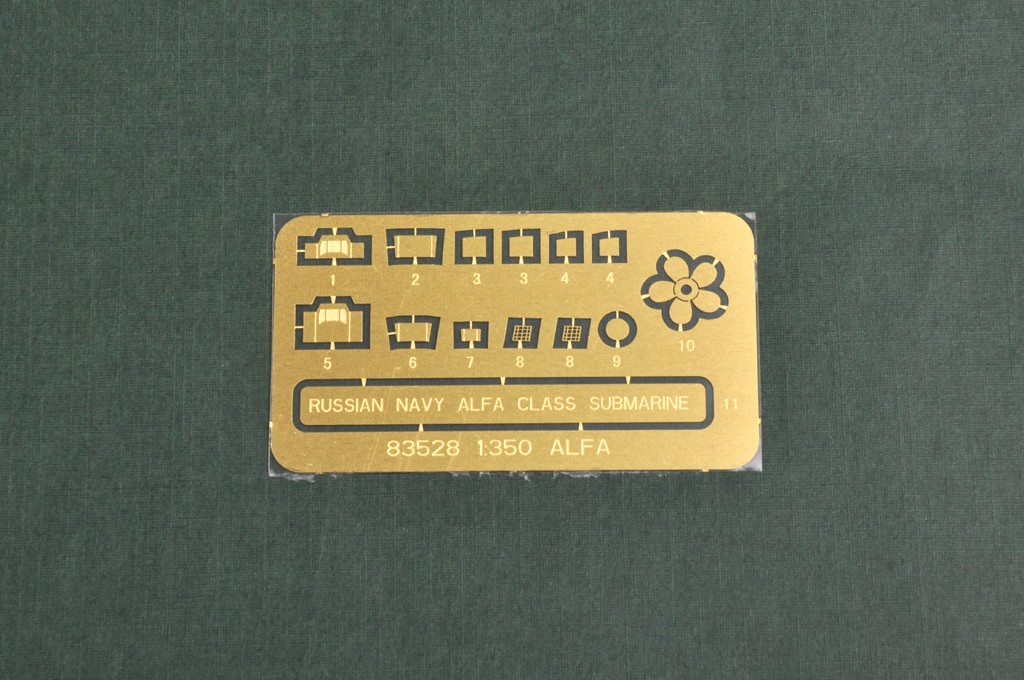 1 2 3 3 4 4
10
5 6 7 8 8 9
RUSSIAN NAVY ALFA CLASS SUBMARINE 11
83528 1:350 ALFA